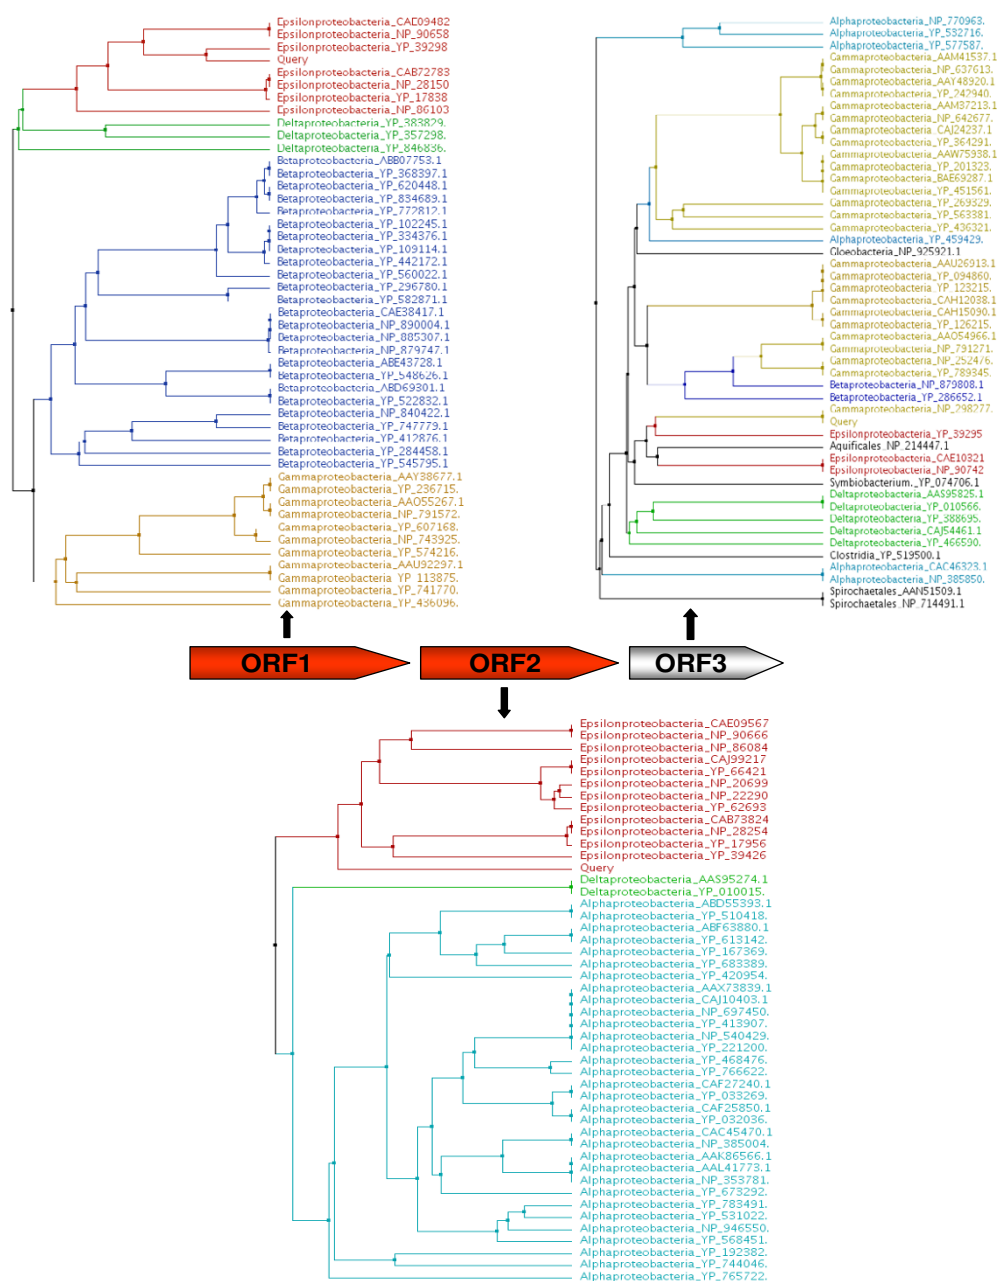 Epsilonproteobacteria_CAE09482
Epsilonproteobacteria_NP_90658
Epsilonproteobacteria_YP_39298
Query
Epsilonproteobacteria_CAB72783
Epsilonproteobacteria_NP_28150
Epsilonproteobacteria_YP_17838
Epsilonproteobacteria_NP_86103
Deltaproteobacteria_YP_383829.
Deltaproteobacteria_YP_357298.
Deltaproteobacteria_YP_846836.
Betaproteobacteria_ABB07753.1
Betaproteobacteria_YP_368397.1
Betaproteobacteria_YP_620448.1
Betaproteobacteria_YP_834689.1
Betaproteobacteria_YP_772812.1
Betaproteobacteria_YP_102245.1
Betaproteobacteria_YP_334376.1
Betaproteobacteria_YP_109114.1
Betaproteobacteria_YP_442172.1
Betaproteobacteria_YP_560022.1
Betaproteobacteria_YP_296780.1
Betaproteobacteria_YP_582871.1
Betaproteobacteria_CAE38417.1
Betaproteobacteria_NP_890004.1
Betaproteobacteria_NP_885307.1
Betaproteobacteria_NP_879747.1
Betaproteobacteria_ABE43728.1
Betaproteobacteria_YP_548626.1
Betaproteobacteria_ABD69301.1
Betaproteobacteria_YP_522832.1
Betaproteobacteria_NP_840422.1
Betaproteobacteria_YP_747779.1
Betaproteobacteria_YP_412876.1
Betaproteobacteria_YP_284458.1
Betaproteobacteria_YP_545795.1
Gammaproteobacteria_AAY38677.1
Gammaproteobacteria_YP_236715.
Gammaproteobacteria_AAO55267.1
Gammaproteobacteria_NP_791572.
Gammaproteobacteria_YP_607168.
Gammaproteobacteria_NP_743925.
Gammaproteobacteria_YP_574216.
Gammaproteobacteria_AAU92297.1
Gammaproteobacteria_YP_113875.
Gammaproteobacteria_YP_741770.
Gammaproteobacteria_YP_436096.
Alphaproteobacteria_NP_770963.
Alphaproteobacteria_YP_532716.
Alphaproteobacteria_YP_577587.
Gammaproteobacteria_AAM41537.1
Gammaproteobacteria_NP_637613.
Gammaproteobacteria_AAY48920.1
Gammaproteobacteria_YP_242940.
Gammaproteobacteria_AAM37213.1
Gammaproteobacteria_NP_642677.
Gammaproteobacteria_CAJ24237.1
Gammaproteobacteria_YP_364291.
Gammaproteobacteria_AAW75938.1
Gammaproteobacteria_YP_201323.
Gammaproteobacteria_BAE69287.1
Gammaproteobacteria_YP_451561.
Gammaproteobacteria_YP_269329.
Gammaproteobacteria_YP_563381.
Gammaproteobacteria_YP_436321.
Alphaproteobacteria_YP_459429.
Gloeobacteria_NP_925921.1
Gammaproteobacteria_AAU26913.1
Gammaproteobacteria_YP_094860.
Gammaproteobacteria_YP_123215.
Gammaproteobacteria_CAH12038.1
Gammaproteobacteria_CAH15090.1
Gammaproteobacteria_YP_126215.
Gammaproteobacteria_AAO54966.1
Gammaproteobacteria_NP_791271.
Gammaproteobacteria_NP_252476.
Gammaproteobacteria_YP_789345.
Betaproteobacteria_NP_879808.1
Betaproteobacteria_YP_286652.1
Gammaproteobacteria_NP_298277.
Query
Epsilonproteobacteria_YP_39295
Aquificales_NP_214447.1
Epsilonproteobacteria_CAE10321
Epsilonproteobacteria_NP_90742
Symbiobacterium._YP_074706.1
Deltaproteobacteria_AAS95825.1
Deltaproteobacteria_YP_010566.
Deltaproteobacteria_YP_388695.
Deltaproteobacteria_CAJ54461.1
Deltaproteobacteria_YP_466590.
Clostridia_YP_519500.1
Alphaproteobacteria_CAC46323.1
Alphaproteobacteria_NP_385850.
Spirochaetales_AAN51509.1
Spirochaetales_NP_714491.1
ORF1
ORF2
ORF3
Epsilonproteobacteria_CAE09567
Epsilonproteobacteria_NP_90666
Epsilonproteobacteria_NP_86084
Epsilonproteobacteria_CAJ99217
Epsilonproteobacteria_YP_66421
Epsilonproteobacteria_NP_20699
Epsilonproteobacteria_NP_22290
Epsilonproteobacteria_YP_62693
Epsilonproteobacteria_CAB73824
Epsilonproteobacteria_NP_28254
Epsilonproteobacteria_YP_17956
Epsilonproteobacteria_YP_39426
Query
Deltaproteobacteria_AAS95274.1
Deltaproteobacteria_YP_010015.
Alphaproteobacteria_ABD55393.1
Alphaproteobacteria_YP_510418.
Alphaproteobacteria_ABF63880.1
Alphaproteobacteria_YP_613142.
Alphaproteobacteria_YP_167369.
Alphaproteobacteria_YP_683389.
Alphaproteobacteria_YP_420954.
Alphaproteobacteria_AAX73839.1
Alphaproteobacteria_CAJ10403.1
Alphaproteobacteria_NP_697450.
Alphaproteobacteria_YP_413907.
Alphaproteobacteria_NP_540429.
Alphaproteobacteria_YP_221200.
Alphaproteobacteria_YP_468476.
Alphaproteobacteria_YP_766622.
Alphaproteobacteria_CAF27240.1
Alphaproteobacteria_YP_033269.
Alphaproteobacteria_CAF25850.1
Alphaproteobacteria_YP_032036.
Alphaproteobacteria_CAC45470.1
Alphaproteobacteria_NP_385004.
Alphaproteobacteria_AAK86566.1
Alphaproteobacteria_AAL41773.1
Alphaproteobacteria_NP_353781.
Alphaproteobacteria_YP_673292.
Alphaproteobacteria_YP_783491.
Alphaproteobacteria_YP_531022.
Alphaproteobacteria_NP_946550.
Alphaproteobacteria_YP_568451.
Alphaproteobacteria_YP_192382.
Alphaproteobacteria_YP_744046.
Alphaproteobacteria_YP_765722.